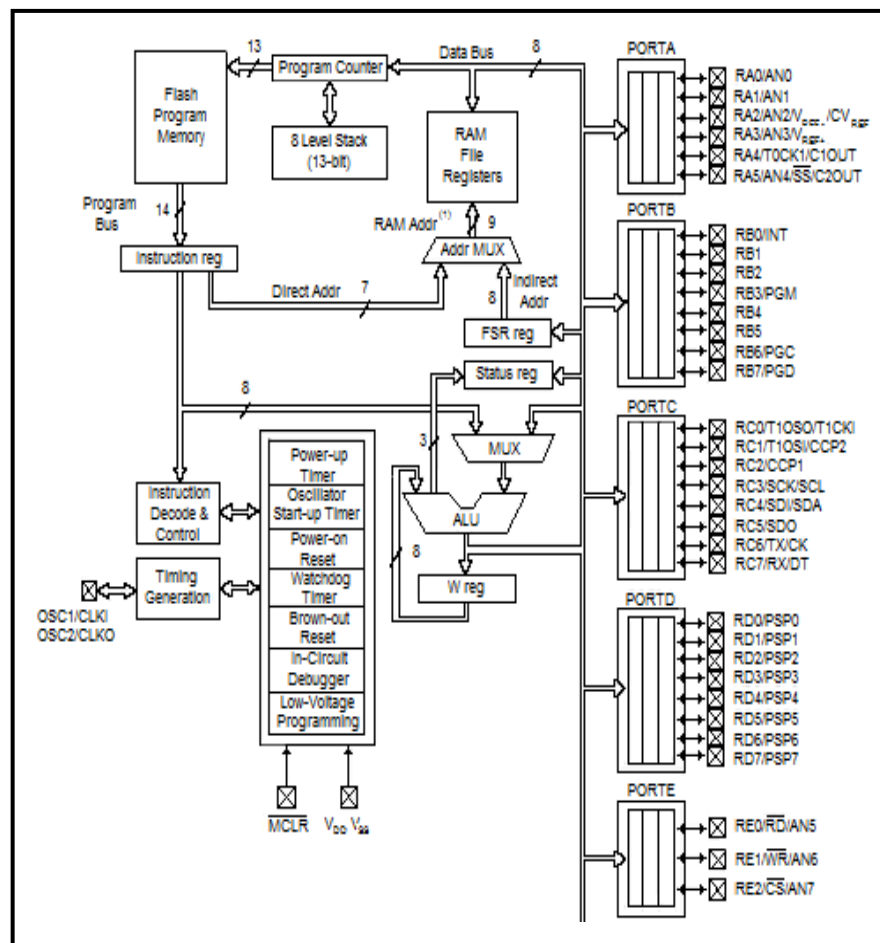 13
Data Bus
8
PORTA
Program Counter
Flash
Program
Memory
8 Level Stack
(13-bit)
RAM
File
Registers
RA0/AN0
RA1/AN1
RA2/AN2/VREF-/CVREF
RA3/AN3/VREF+
RA4/T0CK1/C1OUT
RA5/AN4/SS/C2OUT
Program
Bus
14
RAM Addr (1)
9
PORTB
Addr MUX
Instruction reg
Direct Addr
7
8
Indirect
Addr
FSR reg
RB0/INT
RB1
RB2
RB3/PGM
RB4
RB5
RB6/PGC
RB7/PGD
Status reg
8
3
MUX
PORTC
RC0/T1OSO/T1CKI
RC1/T1OSI/CCP2
RC2/CCP1
RC3/SCK/SCL
RC4/SDI/SDA
RC5/SDO
RC6/TX/CK
RC7/RX/DT
Power-up
Timer
Instruction
Decode &
Control
Oscillator
Start-up Timer
ALU
Power-on
Reset
8
Timing
Generation
Watchdog
Timer
W reg
OSC1/CLKI
OSC2/CLKO
Brown-out
Reset
In-Circuit
Debugger
Low-Voltage
Programming
PORTD
RD0/PSP0
RD1/PSP1
RD2/PSP2
RD3/PSP3
RD4/PSP4
RD5/PSP5
RD6/PSP6
RD7/PSP7
MCLR
VDD VSS
PORTE
RE0/RD/AN5
RE1/WR/AN6
RE2/CS/AN7